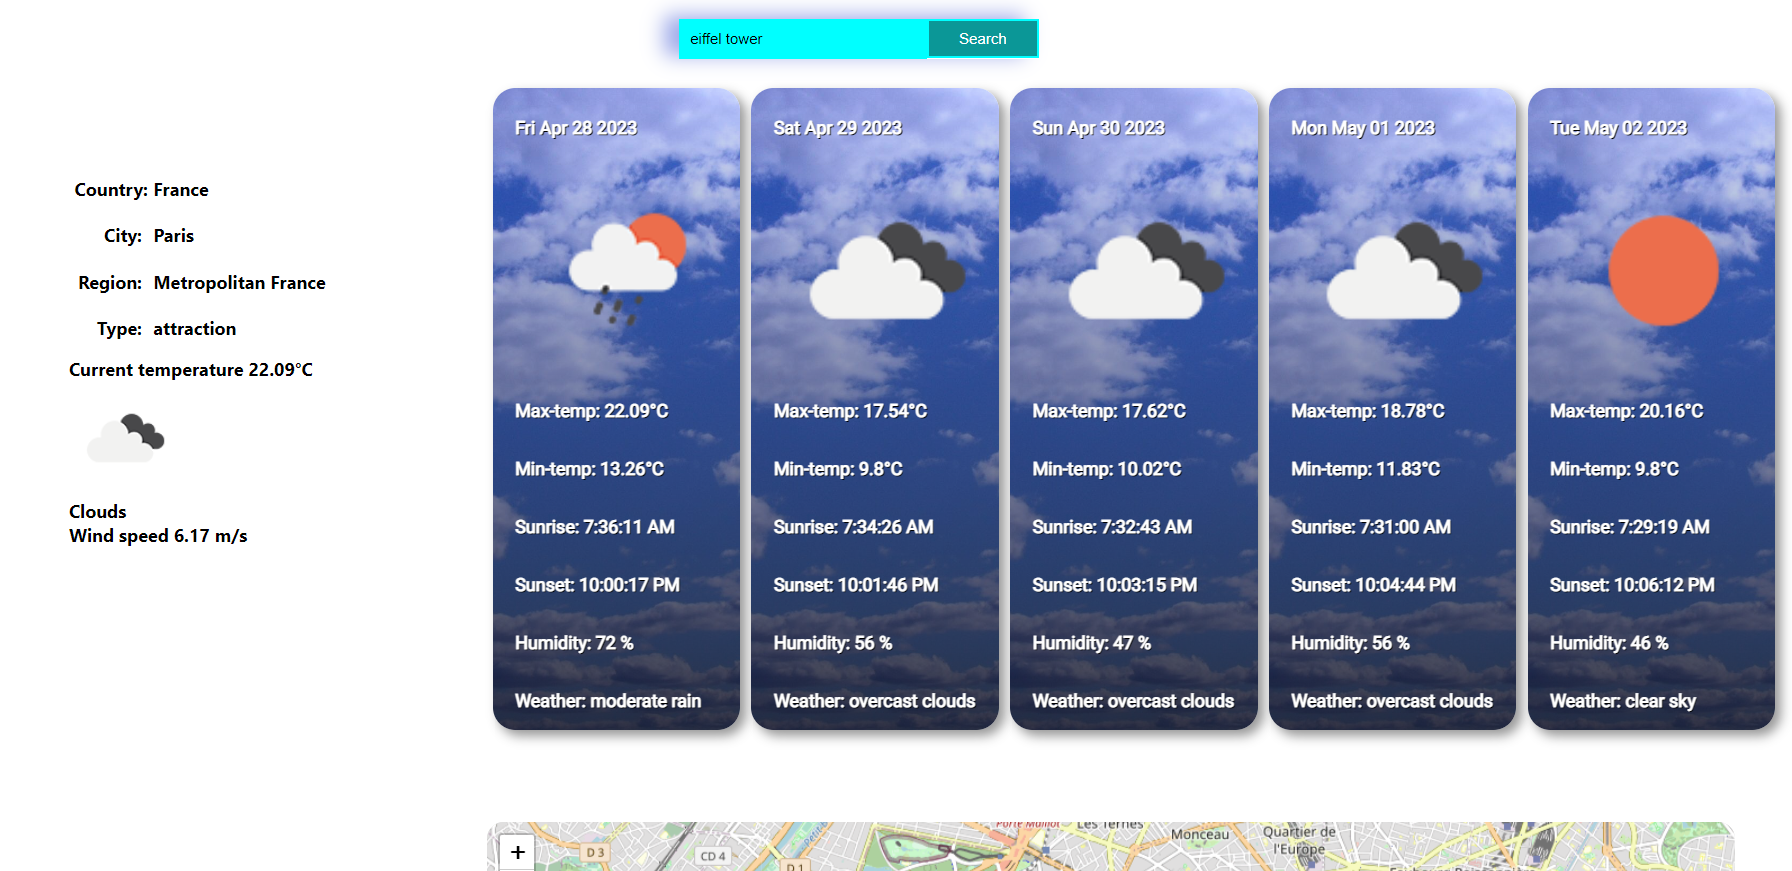 eiffel tower
Search
Country: France
City: Paris
Region: Metropolitan France
Type: attraction
Current temperature 22.09°C
Clouds
Wind speed 6.17 m/s
Fri Apr 28 2023
Max-temp: 22.09°C
Min-temp: 13.26°C
Sunrise: 7:36:11 AM
Sunset: 10:00:17 PM
Humidity: 72 %
Weather: moderate rain
Sat Apr 29 2023
Max-temp: 17.54°C
Min-temp: 9.8°C
Sunrise: 7:34:26 AM
Sunset: 10:01:46 PM
Humidity: 56 %
Weather: overcast clouds
Sun Apr 30 2023
Max-temp: 17.62°C
Min-temp: 10.02°C
Sunrise: 7:32:43 AM
Sunset: 10:03:15 PM
Humidity: 47 %
Weather: overcast clouds
Mon May 01 2023
Max-temp: 18.78°C
Min-temp: 11.83°C
Sunrise: 7:31:00 AM
Sunset: 10:04:44 PM
Humidity: 56 %
Weather: overcast clouds
Tue May 02 2023
Max-temp: 20.16°C
Min-temp: 9.8°C
Sunrise: 7:29:19 AM
Sunset: 10:06:12 PM
Humidity: 46 %
Weather: clear sky
+
D 3
CD 4
D 1
Porte Maillot
Les Ternes
Monceau
Quartier de
l'Europe